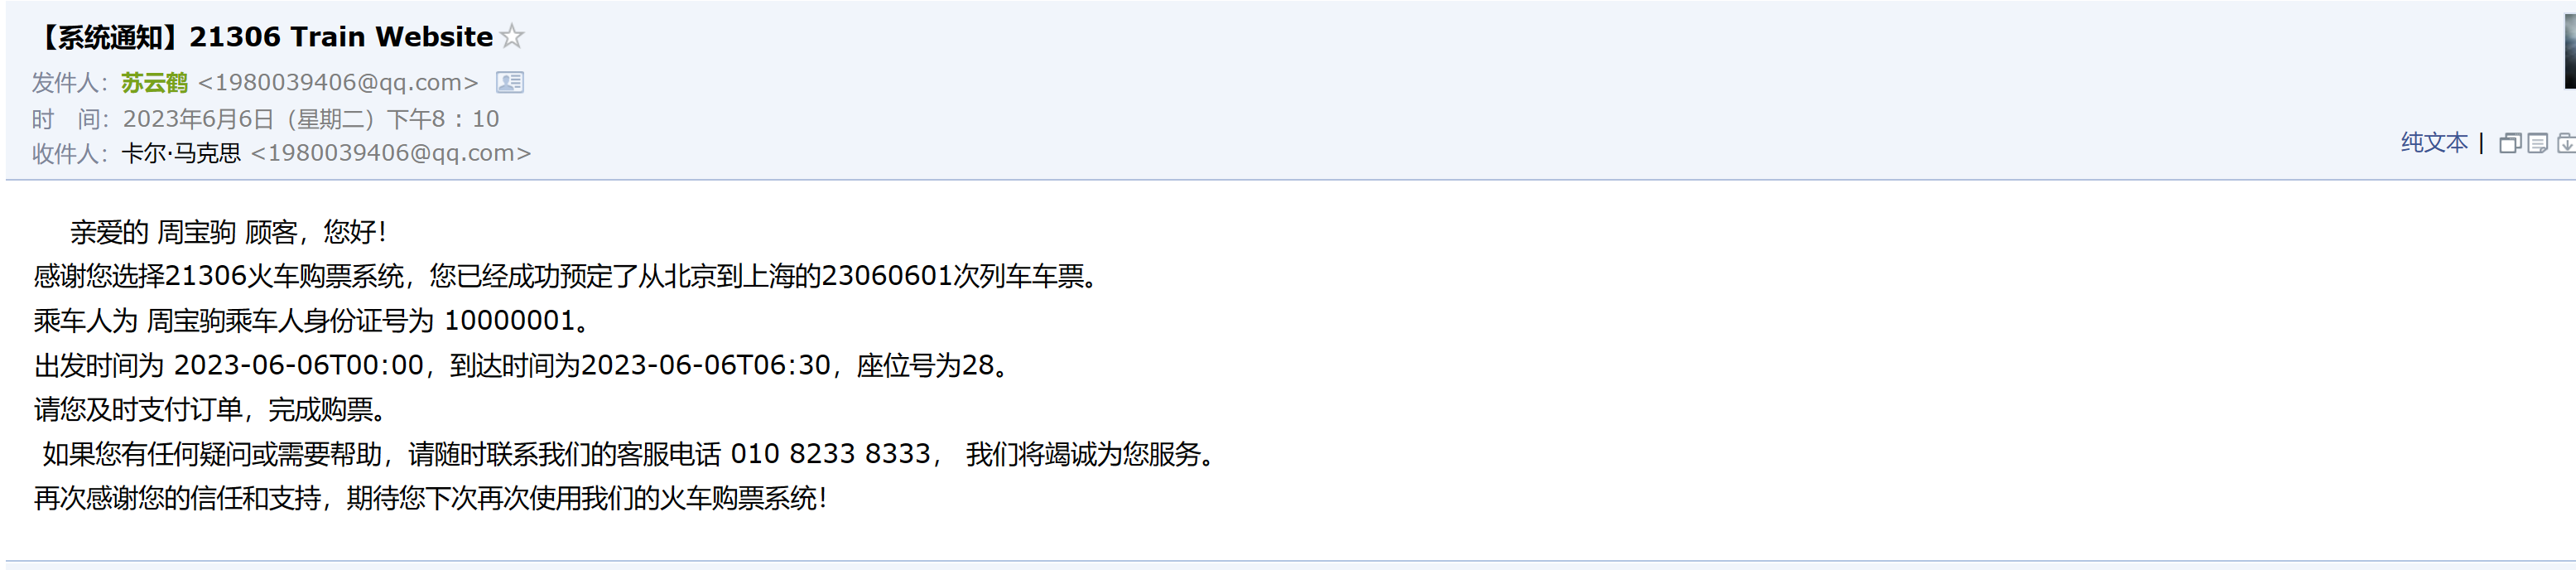 【系统通知】21306 Train Website
发件人：苏云鹤 <1980039406@qq.com>
时　间：2023年6月6日（星期二）下午8：10
收件人：卡尔·马克思 <1980039406@qq.com>
纯文本 |
亲爱的 周宝驹 顾客，您好！
感谢您选择21306火车购票系统，您已经成功预定了从北京到上海的23060601次列车车票。
乘车人为 周宝驹乘车人身份证号为 10000001。
出发时间为 2023-06-06T00:00，到达时间为2023-06-06T06:30，座位号为28。
请您及时支付订单，完成购票。
如果您有任何疑问或需要帮助，请随时联系我们的客服电话 010 8233 8333， 我们将竭诚为您服务。
再次感谢您的信任和支持，期待您下次再次使用我们的火车购票系统！